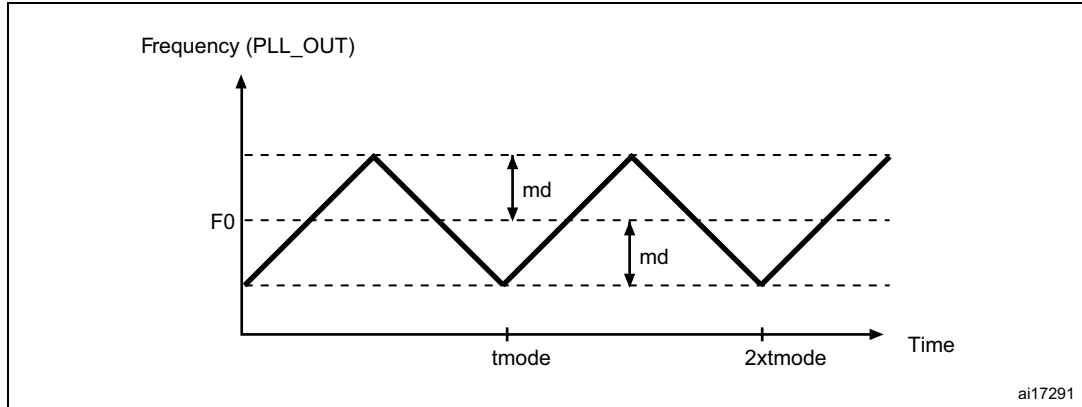 Frequency (PLL_OUT)
md
F0
md
tmode
2xtmode
Time
ai17291